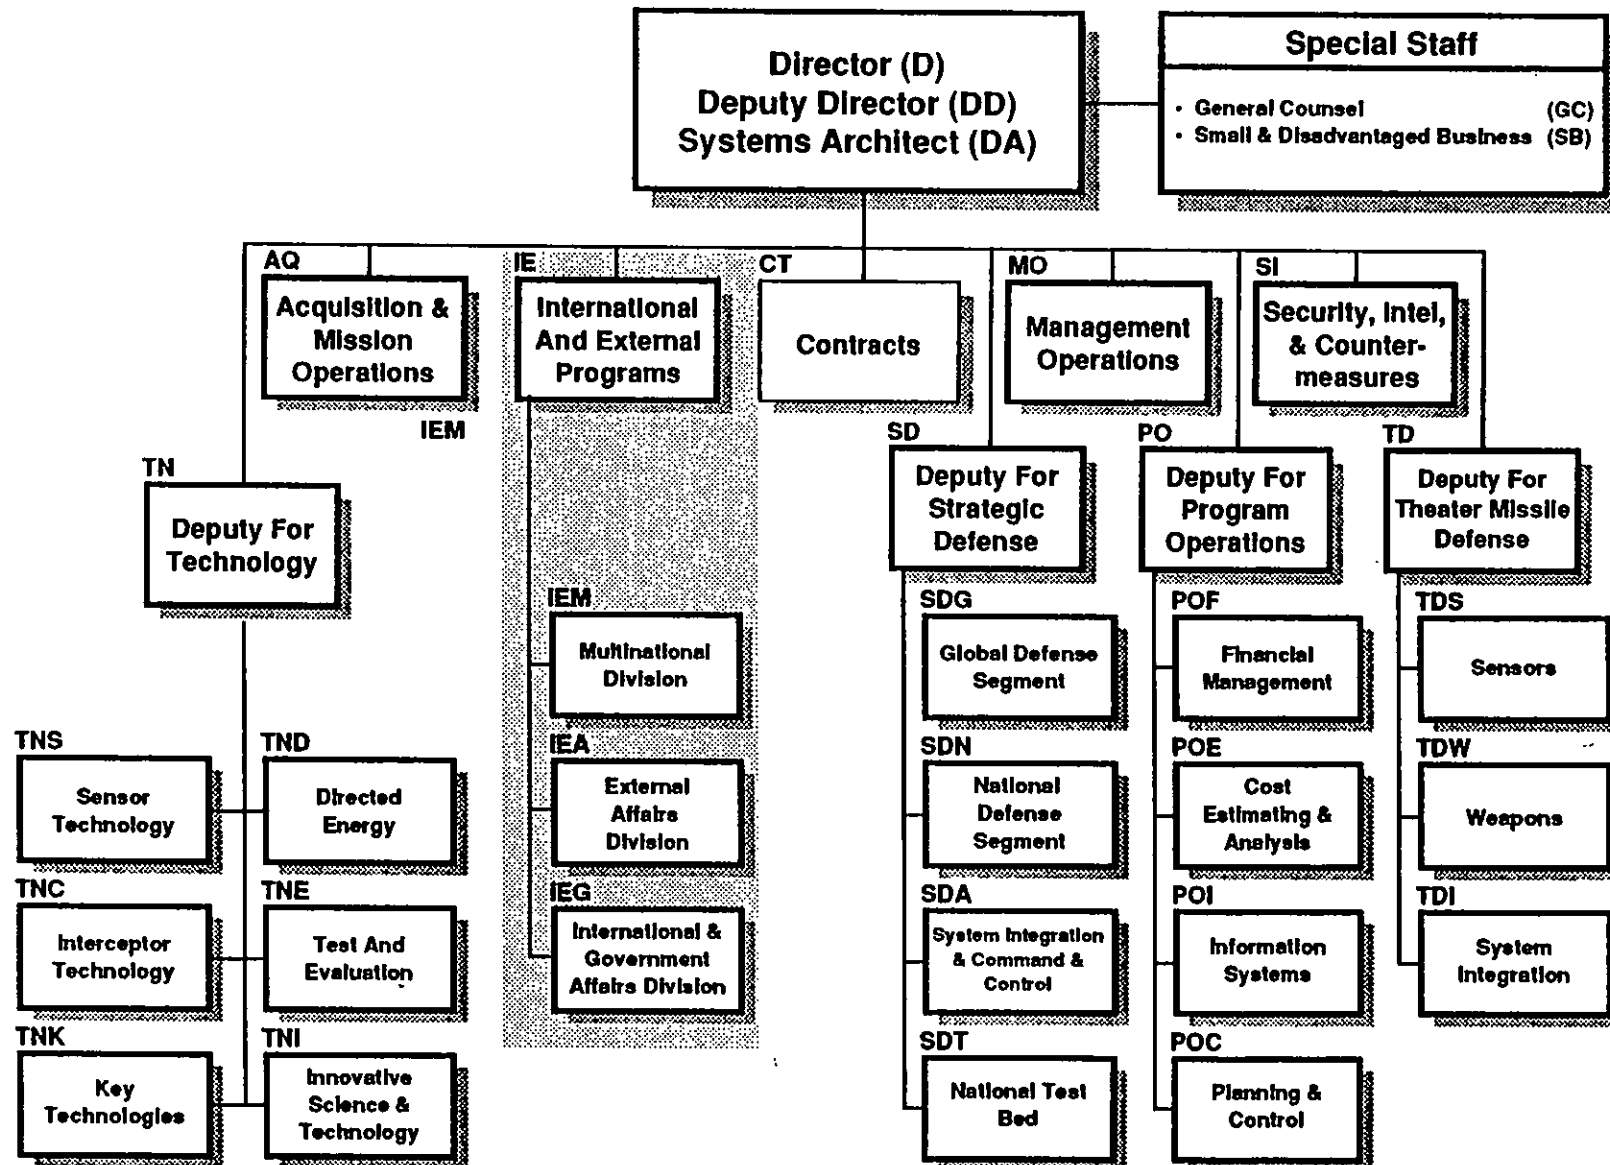 Director (D)
Deputy Director (DD)
Systems Architect (DA)
Special Staff
• General Counsel (GC)
• Small & Disadvantaged Business (SB)
AQ
Acquisition &
Mission
Operations
IEM
IE
International
And External
Programs
CT
Contracts
MO
Management
Operations
SI
Security, Intel,
& Counter-
measures
TN
Deputy For
Technology
SD
Deputy For
Strategic
Defense
PO
Deputy For
Program
Operations
TD
Deputy For
Theater Missile
Defense
TNS
Sensor
Technology
TND
Directed
Energy
TNC
Interceptor
Technology
TNE
Test And
Evaluation
TNK
Key
Technologies
TNI
Innovative
Science &
Technology
IEM
Multinational
Division
IEA
External
Affairs
Division
IEG
International &
Government
Affairs Division
SDG
Global Defense
Segment
SDN
National
Defense
Segment
SDA
System Integration
& Command &
Control
SDT
National Test
Bed
POF
Financial
Management
POE
Cost
Estimating &
Analysis
POI
Information
Systems
POC
Planning &
Control
TDS
Sensors
TDW
Weapons
TDI
System
Integration